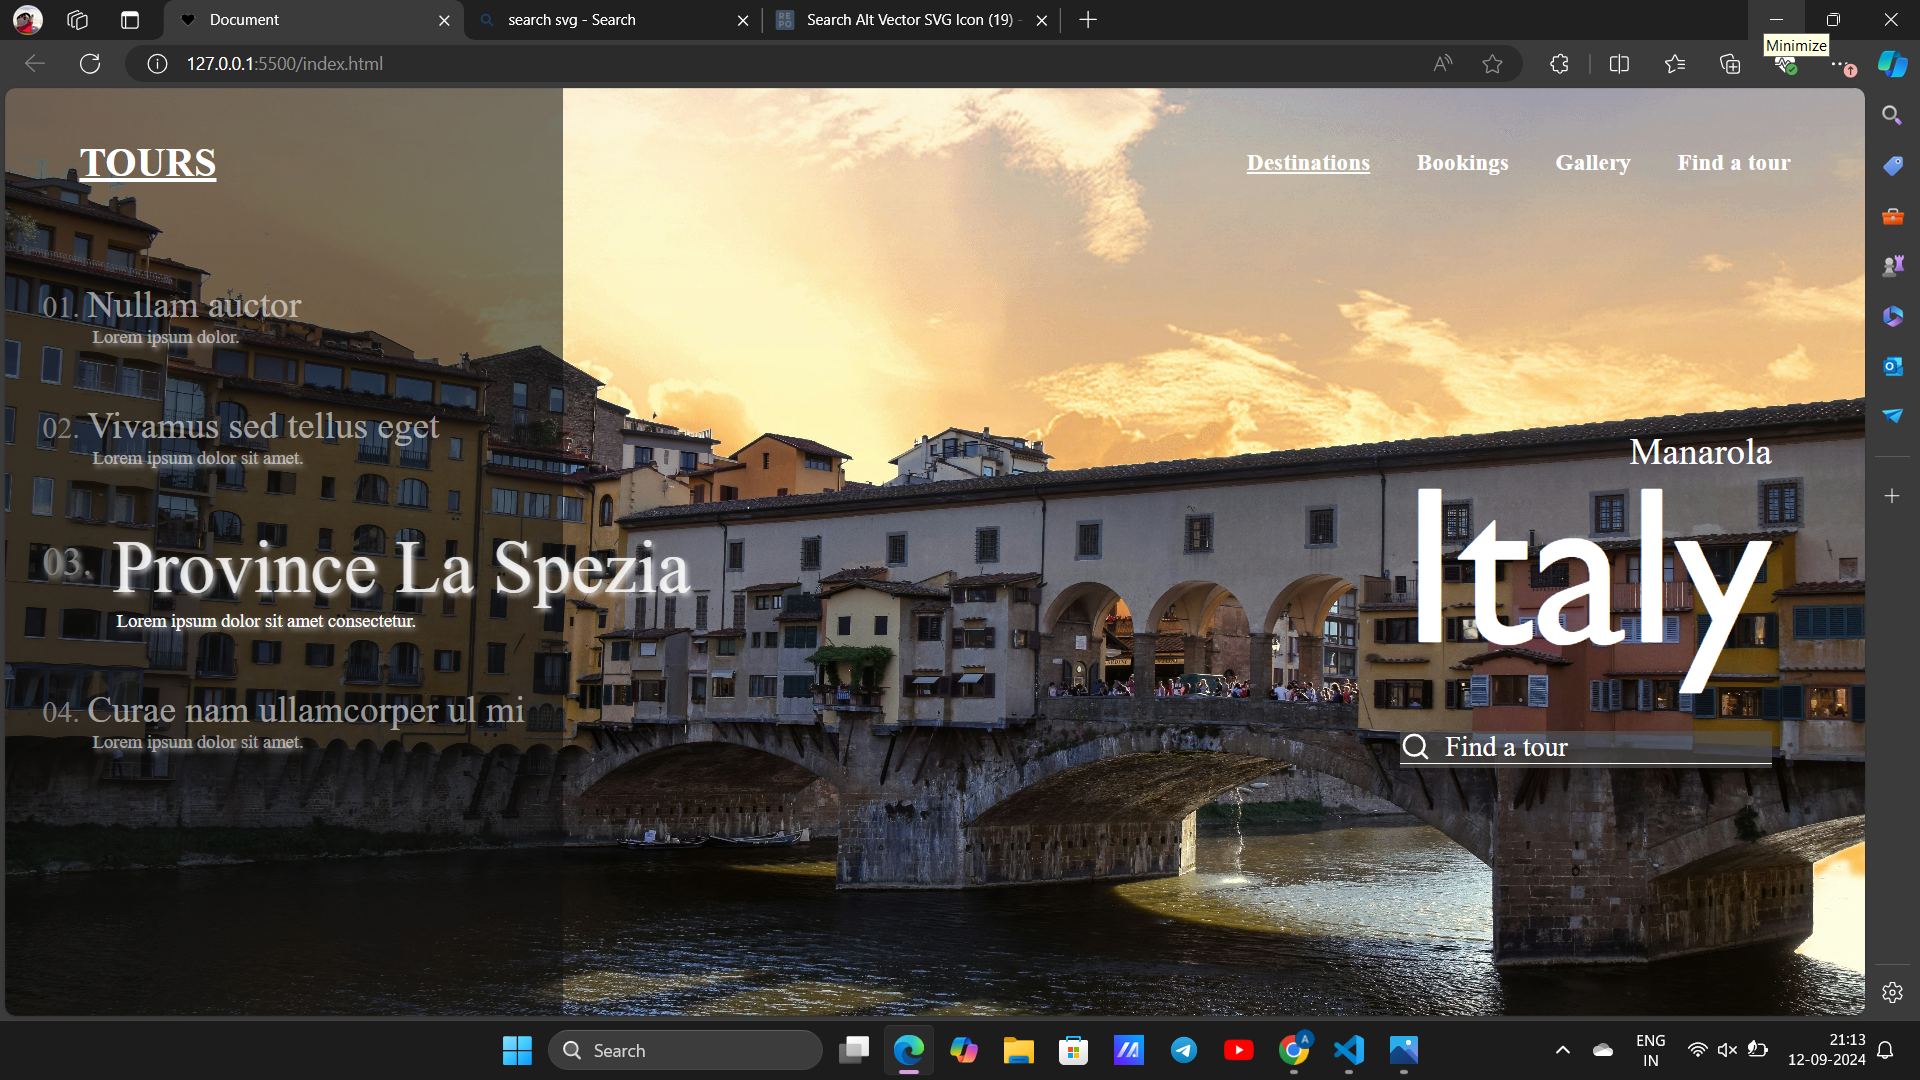 Document
search svg - Search
Search Alt Vector SVG Icon (19) -
Minimize
127.0.0.1:5500/index.html
TOURS
Destinations Bookings Gallery Find a tour
01. Nullam auctor
Lorem ipsum dolor.
02. Vivamus sed tellus eget
Lorem ipsum dolor sit amet.
03. Province La Spezia
Lorem ipsum dolor sit amet consectetur.
04. Curae nam ullamcorper ul mi
Lorem ipsum dolor sit amet.
Manarola
Italy
Find a tour
Search
ENG
IN
21:13
12-09-2024